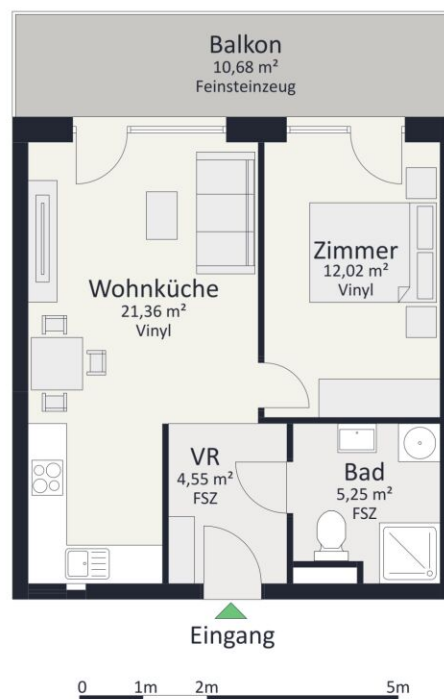 Balkon
10,68 m²
Feinsteinzeug
Zimmer
12,02 m²
Vinyl
Wohnküche
21,36 m²
Vinyl
VR
4,55 m²
FSZ
Bad
5,25 m²
FSZ
Eingang
0 1m 2m 5m